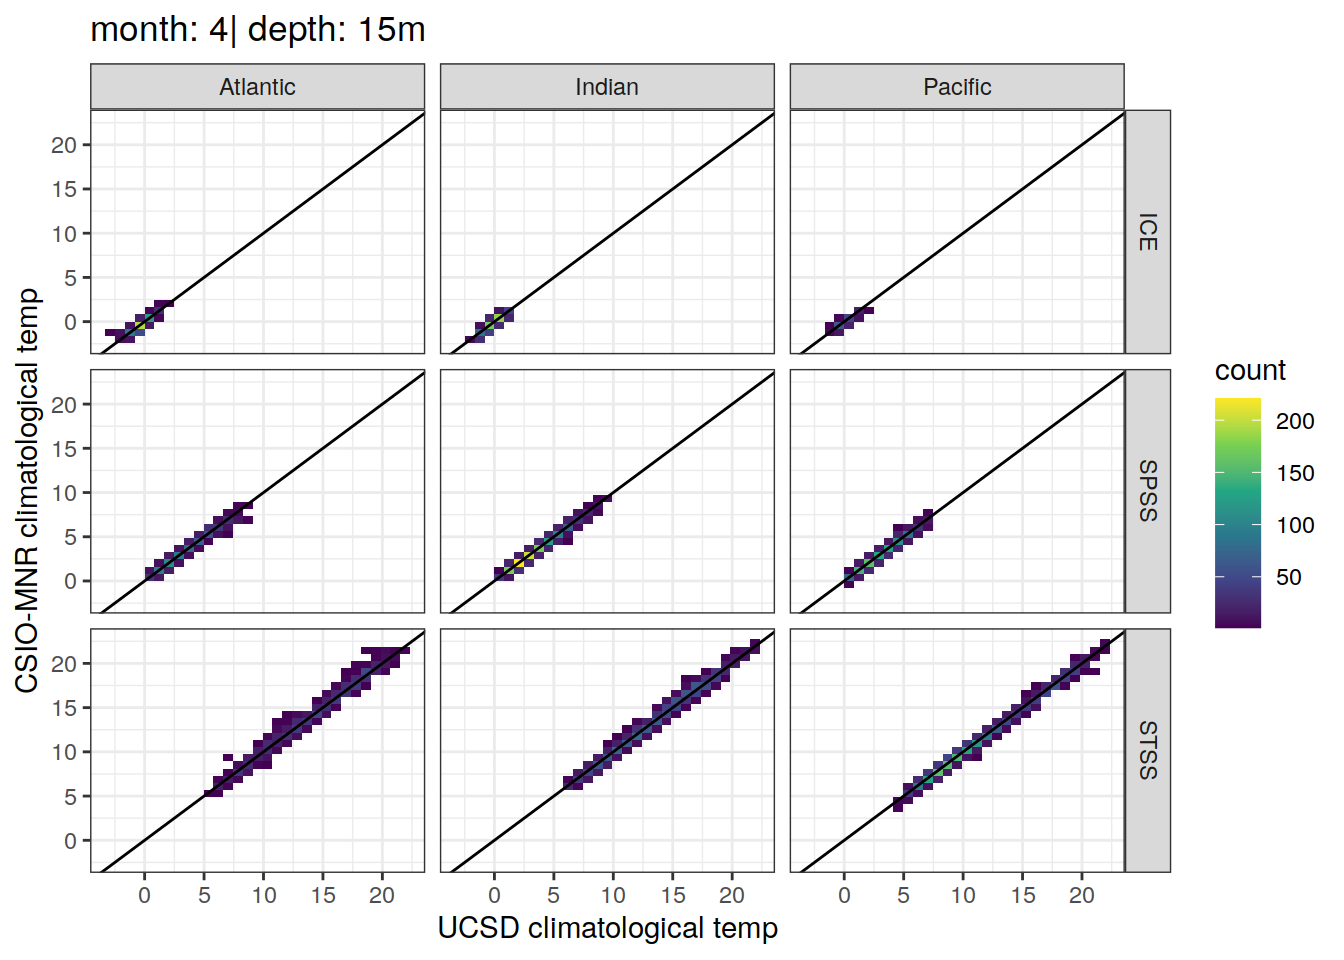 month: 4| depth: 15m
Atlantic
Indian
Pacific
20
15
10
5
0
ICE
20
15
10
5
0
SPSS
20
15
10
5
0
STSS
0 5 10 15 20
0 5 10 15 20
0 5 10 15 20
UCSD climatological temp
CSIO-MNR climatological temp
count
200
150
100
50